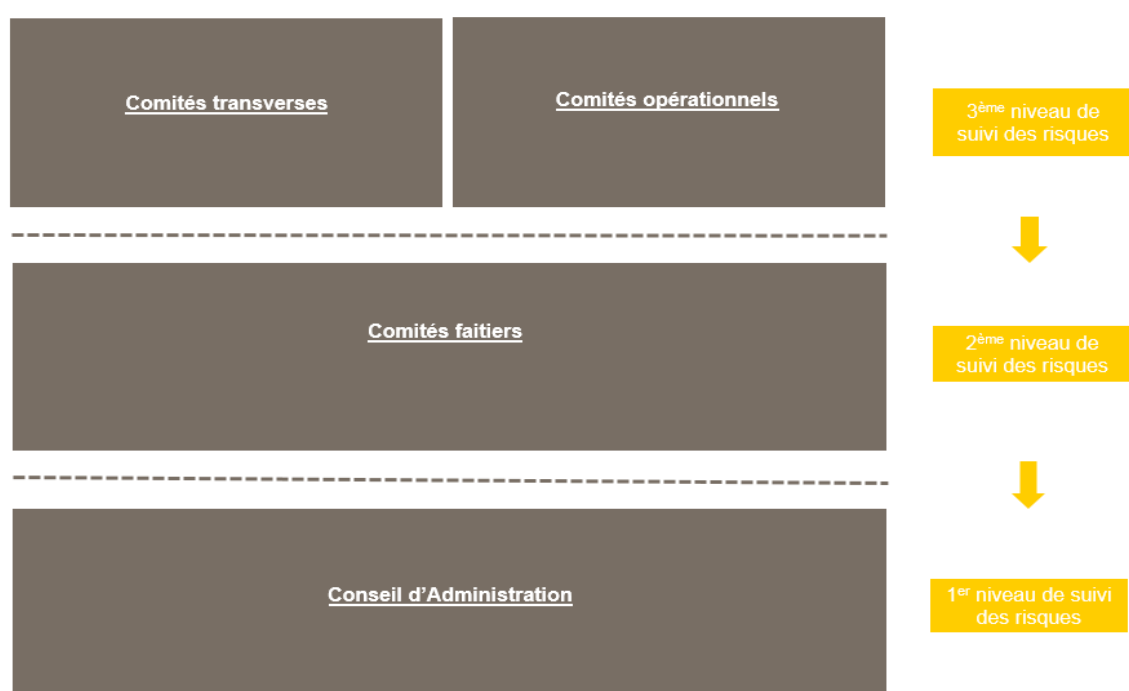 Comités transverses
Comités opérationnels
3ème niveau de
suivi des risques
Comités faitiers
2ème niveau de
suivi des risques
Conseil d’Administration
1er niveau de suivi
des risques